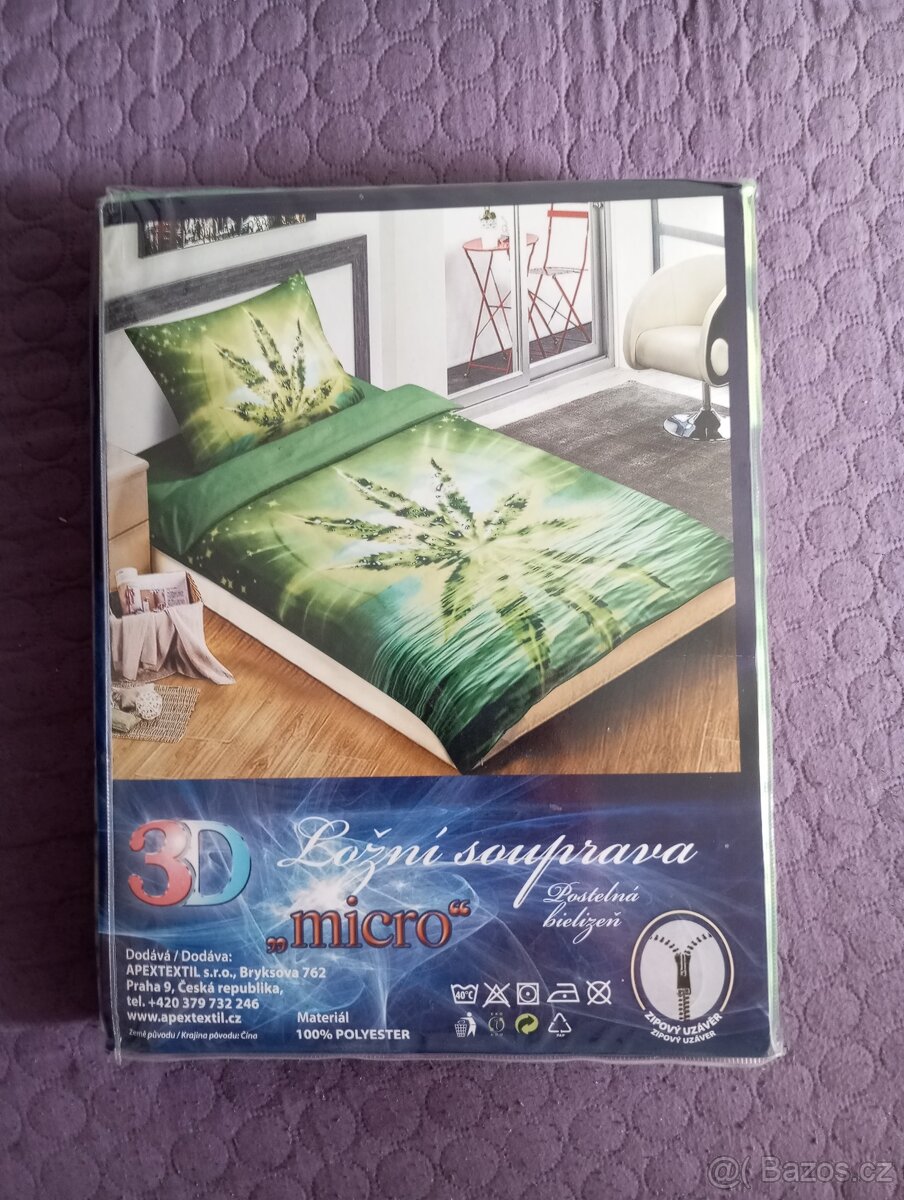 3D
Ložní souprava
Postelná
bielizeň
„micro“
Dodává / Dodáva:
APEXTEXTIL s.r.o., Bryksova 762
Praha 9, Česká republika,
tel. +420 379 732 246
www.apextextil.cz
Země původu / Krajina pôvodu: Čína
Materiál
100% POLYESTER
40°C
ZIPOVÝ UZÁVĚR
ZIPOVÝ UZÁVER
Bazos.cz